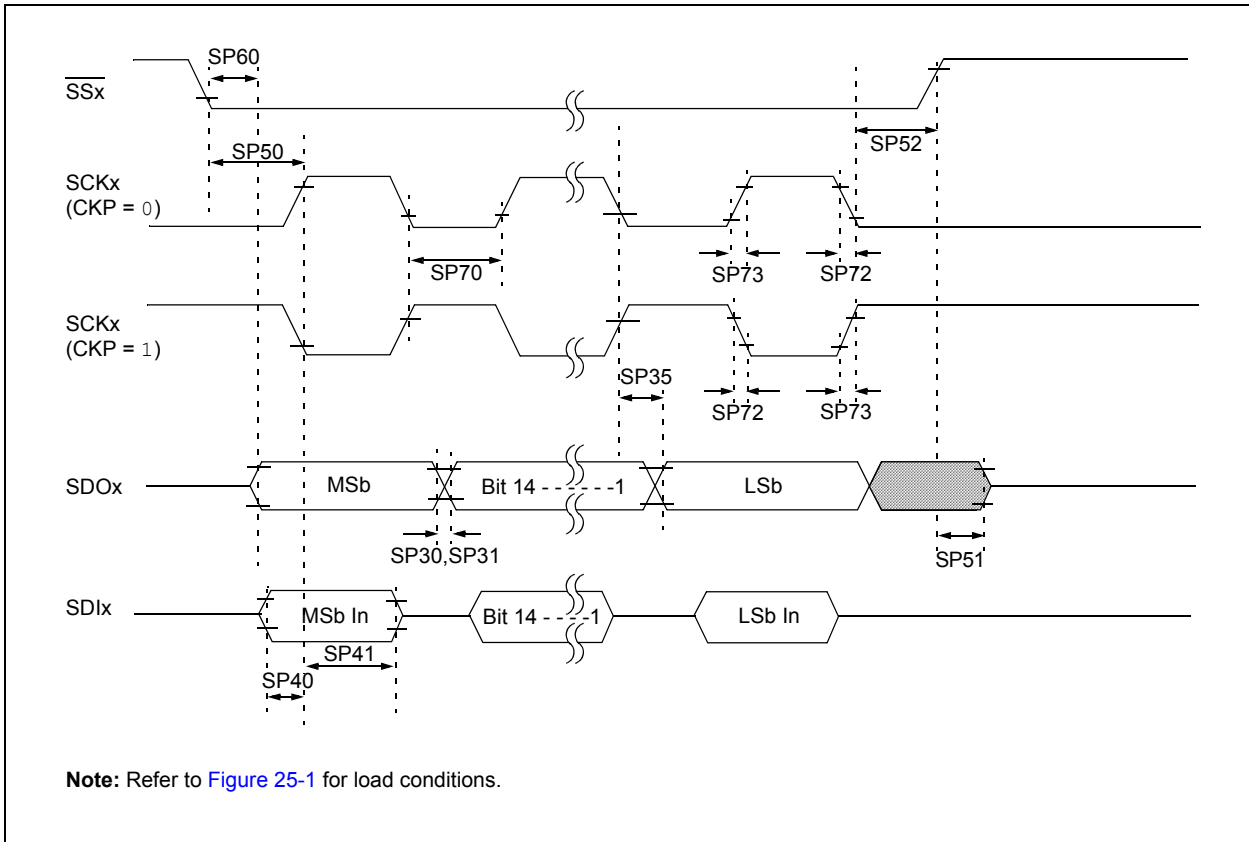 SP60
SSx
SP50
SP52
SCKx
(CKP = 0)
SP70
SP73
SP72
SCKx
(CKP = 1)
SP35
SP72
SP73
SDOx
MSb
Bit 14 - - - - - -1
LSb
SP30,SP31
SP51
SDIx
MSb In
Bit 14 - - - -1
LSb In
SP41
SP40
Note: Refer to Figure 25-1 for load conditions.